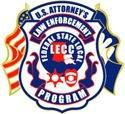 U.S. ATTORNEY'S
LAW ENFORCEMENT
FEDERAL STATE LOCAL
LECC
PROGRAM